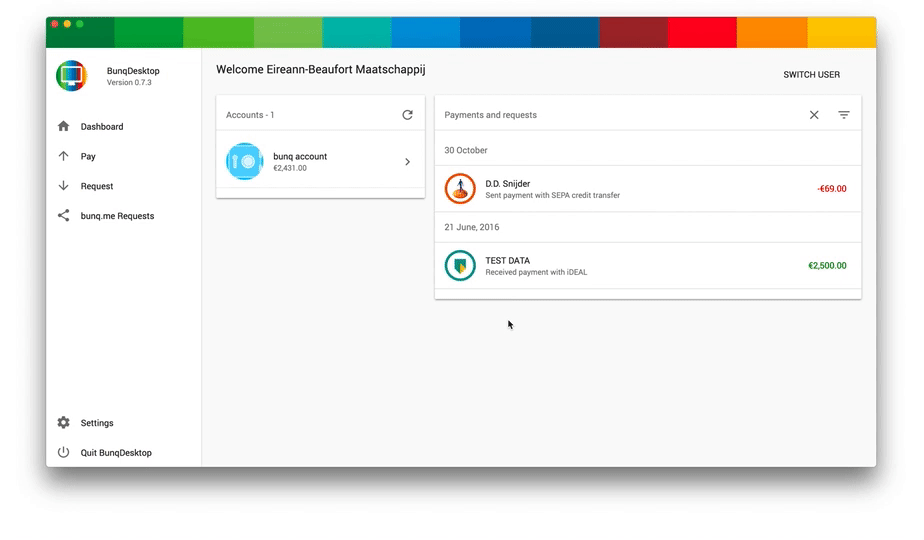 BunqDesktop
Version 0.7.3
Dashboard
Pay
Request
bunq.me Requests
Settings
Quit BunqDesktop
Welcome Eireann-Beaufort Maatschappij
SWITCH USER
Accounts - 1
bunq account
€2,431.00
Payments and requests
30 October
D.D. Snijder
Sent payment with SEPA credit transfer
-€69.00
21 June, 2016
TEST DATA
Received payment with iDEAL
€2,500.00